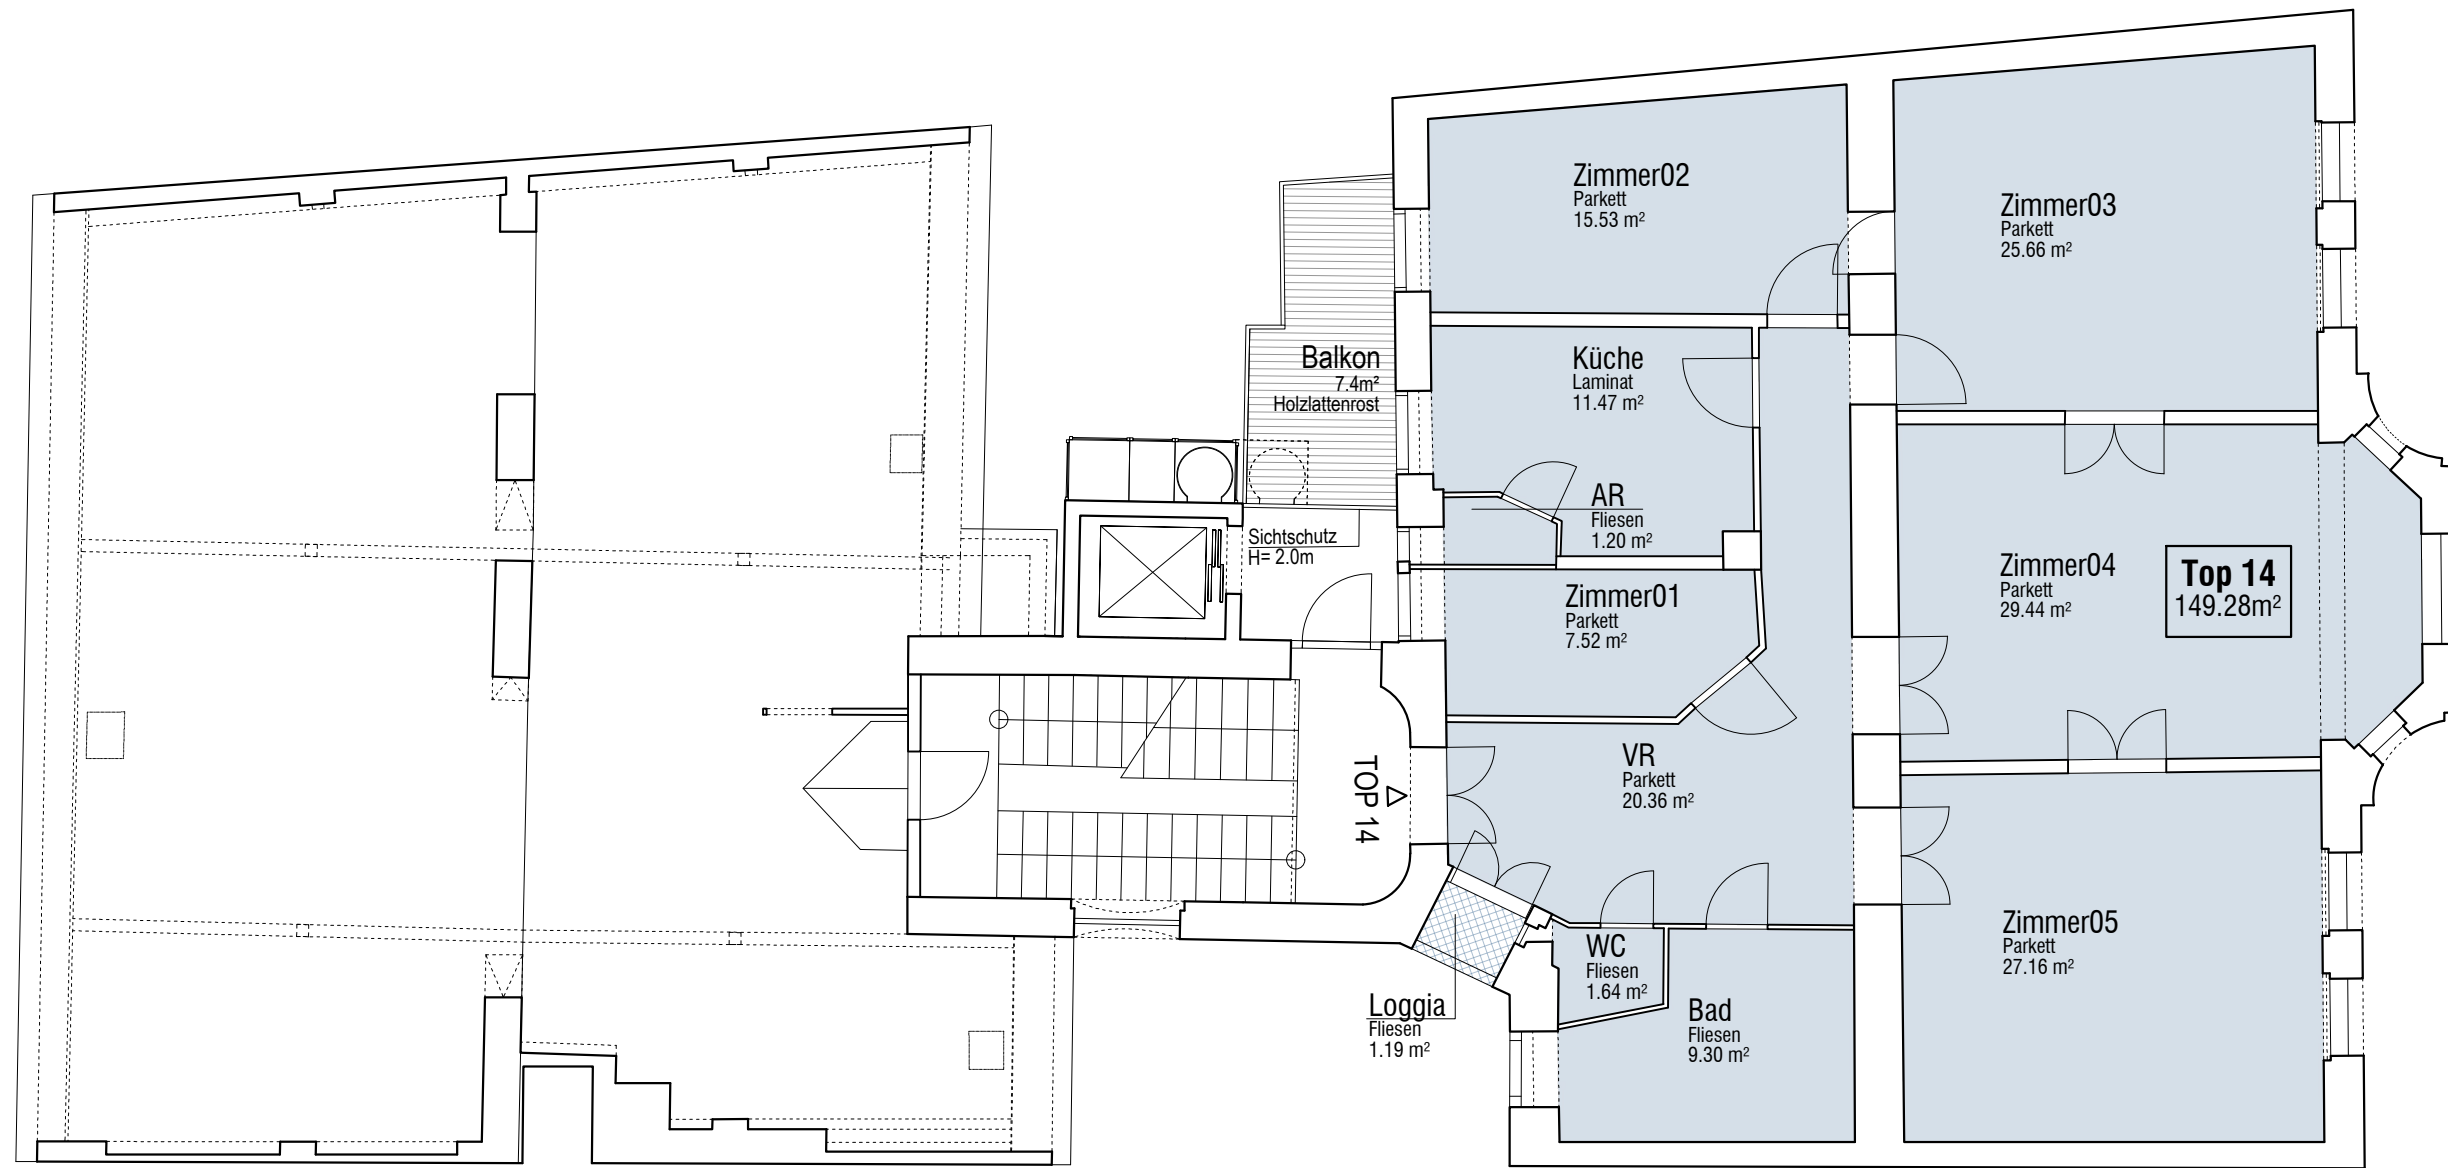 Zimmer02
Parkett
15.53 m²
Zimmer03
Parkett
25.66 m²
Balkon
7.4m²
Holzlattenrost
Küche
Laminat
11.47 m²
AR
Fliesen
1.20 m²
Sichtschutz
H= 2.0m
Zimmer01
Parkett
7.52 m²
Zimmer04
Parkett
29.44 m²
Top 14
149.28m²
TOP 14
VR
Parkett
20.36 m²
WC
Fliesen
1.64 m²
Loggia
Fliesen
1.19 m²
Bad
Fliesen
9.30 m²
Zimmer05
Parkett
27.16 m²